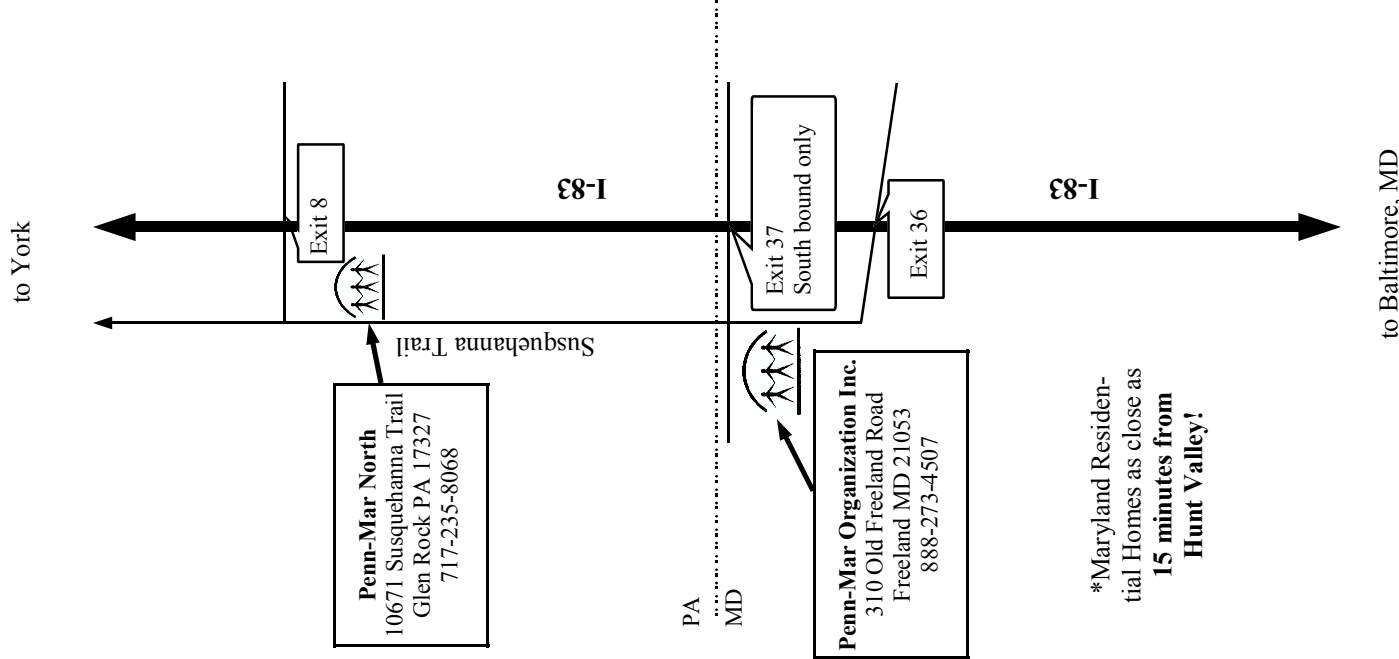 to York
Exit 8
I-83
Susquehanna Trail
Penn-Mar North
10671 Susquehanna Trail
Glen Rock PA 17327
717-235-8068
PA
MD
Exit 37
South bound only
Exit 36
I-83
Penn-Mar Organization Inc.
310 Old Freeland Road
Freeland MD 21053
888-273-4507
*Maryland Residen-
tial Homes as close as
15 minutes from
Hunt Valley!
to Baltimore, MD